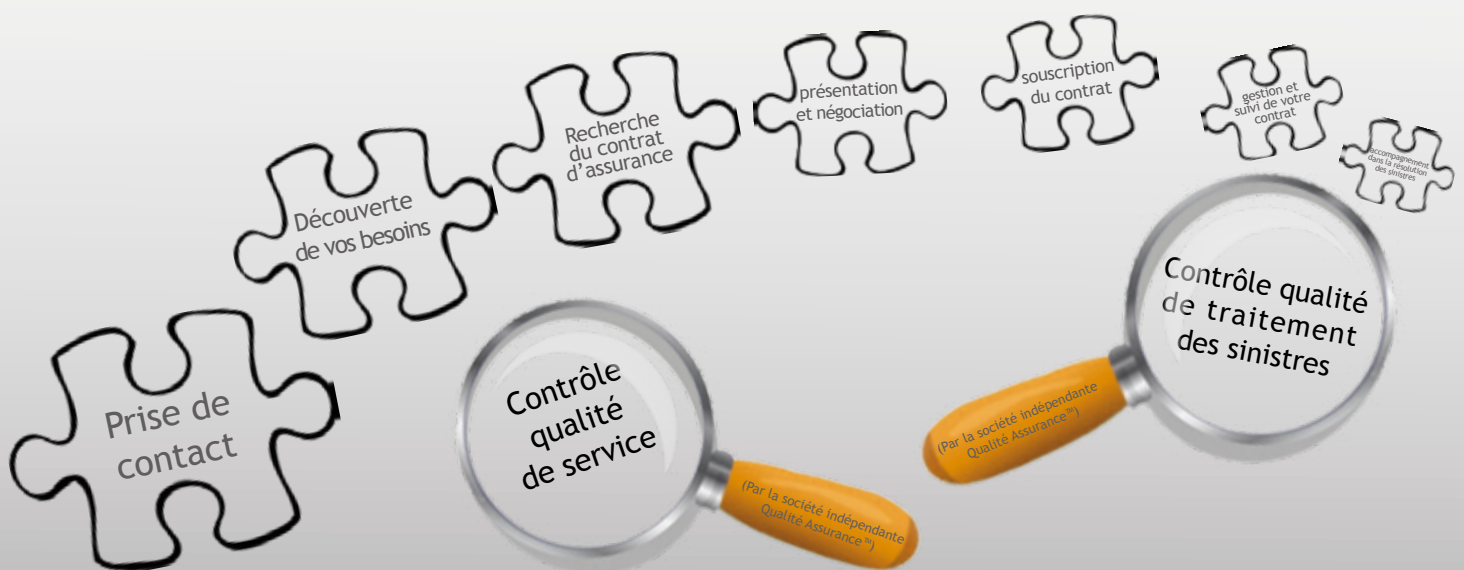 Prise de
contact
Découverte
de vos besoins
Recherche
du contrat
d'assurance
présentation
et négociation
souscription
du contrat
gestion et
suivi de votre
contrat
accompagnement
dans la résolution
des sinistres
Contrôle
qualité
de service
(Par la société indépendante
Qualité Assurance™)
Contrôle qualité
de traitement
des sinistres
(Par la société indépendante
Qualité Assurance™)